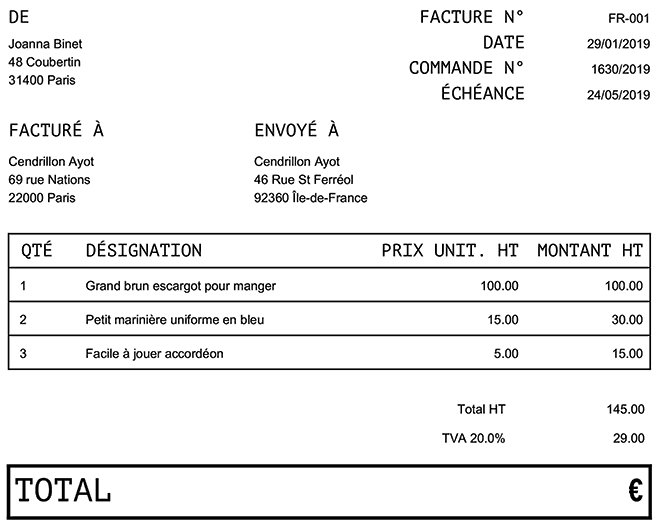 DE
Joanna Binet
48 Coubertin
31400 Paris
FACTURE N° FR-001
DATE 29/01/2019
COMMANDE N° 1630/2019
ÉCHÉANCE 24/05/2019
FACTURÉ À
Cendrillon Ayot
69 rue Nations
22000 Paris
ENVOYÉ À
Cendrillon Ayot
46 Rue St Ferréol
92360 Île-de-France
QTÉ DÉSIGNATION PRIX UNIT. HT MONTANT HT
1 Grand brun escargot pour manger 100.00 100.00
2 Petit marinière uniforme en bleu 15.00 30.00
3 Facile à jouer accordéon 5.00 15.00
Total HT 145.00
TVA 20.0% 29.00
TOTAL €